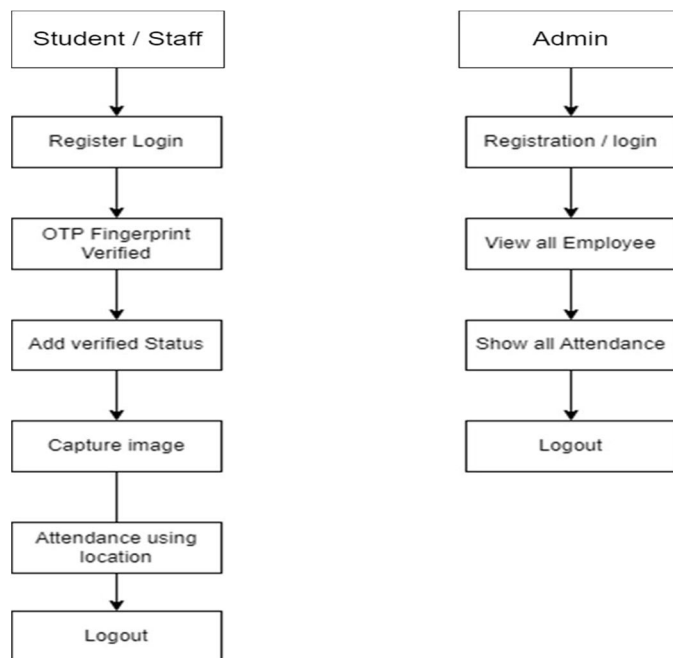 Student / Staff
Register Login
OTP Fingerprint
Verified
Add verified Status
Capture image
Attendance using
location
Logout
Admin
Registration / login
View all Employee
Show all Attendance
Logout